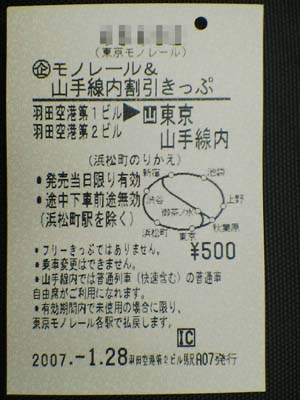 (東京モノレール)
企 モノレール&
山手線内割引きっぷ
羽田空港第1ビル
羽田空港第2ビル
▶ 山 東京
山手線内
(浜松町のりかえ)
・発売当日限り有効
・途中下車前途無効
(浜松町駅を除く)
新宿
池袋
渋谷
上野
御茶ノ水
秋葉原
浜松町
東京
¥500
・フリーきっぷではありません。
・乗車変更はできません。
・山手線内では普通列車(快速含む)の普通車
自由席がご利用になれます。
・有効期間内で未使用の場合に限り、
東京モノレール各駅で払戻します。
IC
2007.-1.28 羽田空港第2ビル駅A07発行